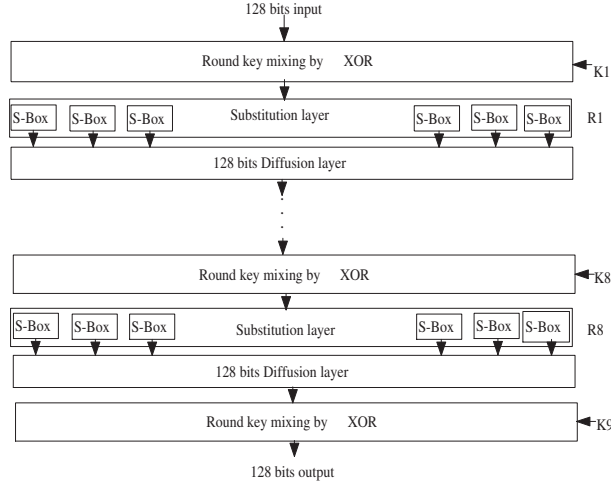 128 bits input
Round key mixing by XOR
K1
S-Box S-Box S-Box Substitution layer S-Box S-Box S-Box R1
128 bits Diffusion layer
Round key mixing by XOR
K8
S-Box S-Box S-Box Substitution layer S-Box S-Box S-Box R8
128 bits Diffusion layer
Round key mixing by XOR
K9
128 bits output